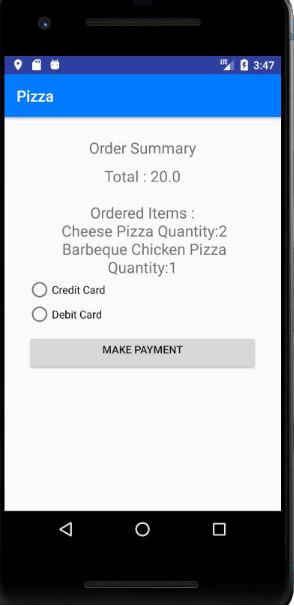 LTE 3:47
Pizza
Order Summary
Total : 20.0
Ordered Items :
Cheese Pizza Quantity:2
Barbeque Chicken Pizza
Quantity:1
Credit Card
Debit Card
MAKE PAYMENT